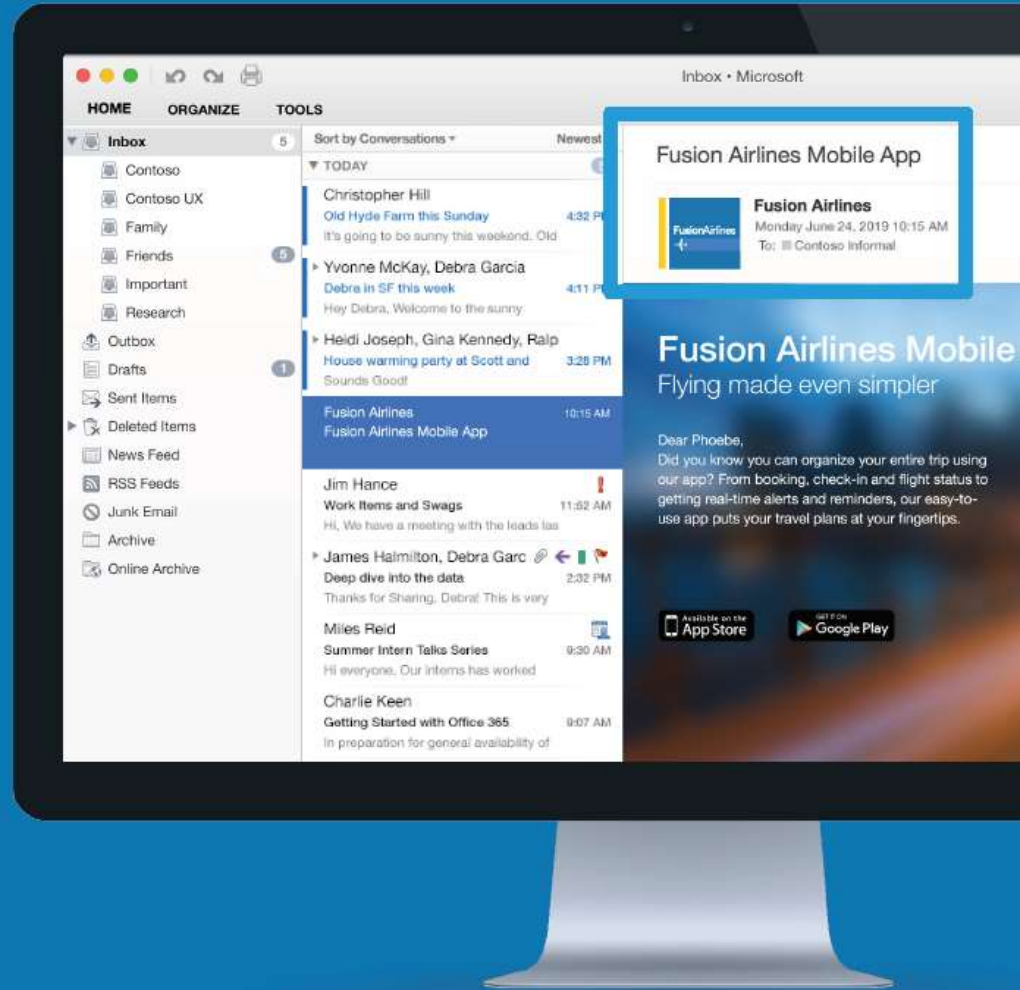 Inbox • Microsoft
HOME ORGANIZE TOOLS
Inbox 5
Contoso
Contoso UX
Family
Friends 5
Important
Research
Outbox
Drafts 1
Sent Items
Deleted Items
News Feed
RSS Feeds
Junk Email
Archive
Online Archive
Sort by Conversations Newest
TODAY
Christopher Hill
Old Hyde Farm this Sunday 4:32
It's going to be sunny this weekend. Old
Yvonne McKay, Debra Garcia
Debra in SF this week 4:11
Hey Debra, Welcome to the sunny
Heidi Joseph, Gina Kennedy, Ralp
House warming party at Scott and 3:28 PM
Sounds Good!
Fusion Airlines 10:15 AM
Fusion Airlines Mobile App
Jim Hance
Work Items and Swags 11:52 AM
Hi, We have a meeting with the leads las
James Halmilton, Debra Garc
Deep dive into the data 2:32 PM
Thanks for Sharing, Debra! This is very
Miles Reid
Summer Intern Talks Series 9:30 AM
Hi everyone, Our interns has worked
Charlie Keen
Getting Started with Office 365 9:07 AM
In preparation for general availability of
Fusion Airlines Mobile App
FusionAirlines
Fusion Airlines
Monday June 24, 2019 10:15 AM
To: Contoso Informal
Fusion Airlines Mobile
Flying made even simpler
Dear Phoebe,
Did you know you can organize your entire trip using
our app? From booking, check-in and flight status to
getting real-time alerts and reminders, our easy-to-
use app puts your travel plans at your fingertips.
Available on the
App Store
GET IT ON
Google Play